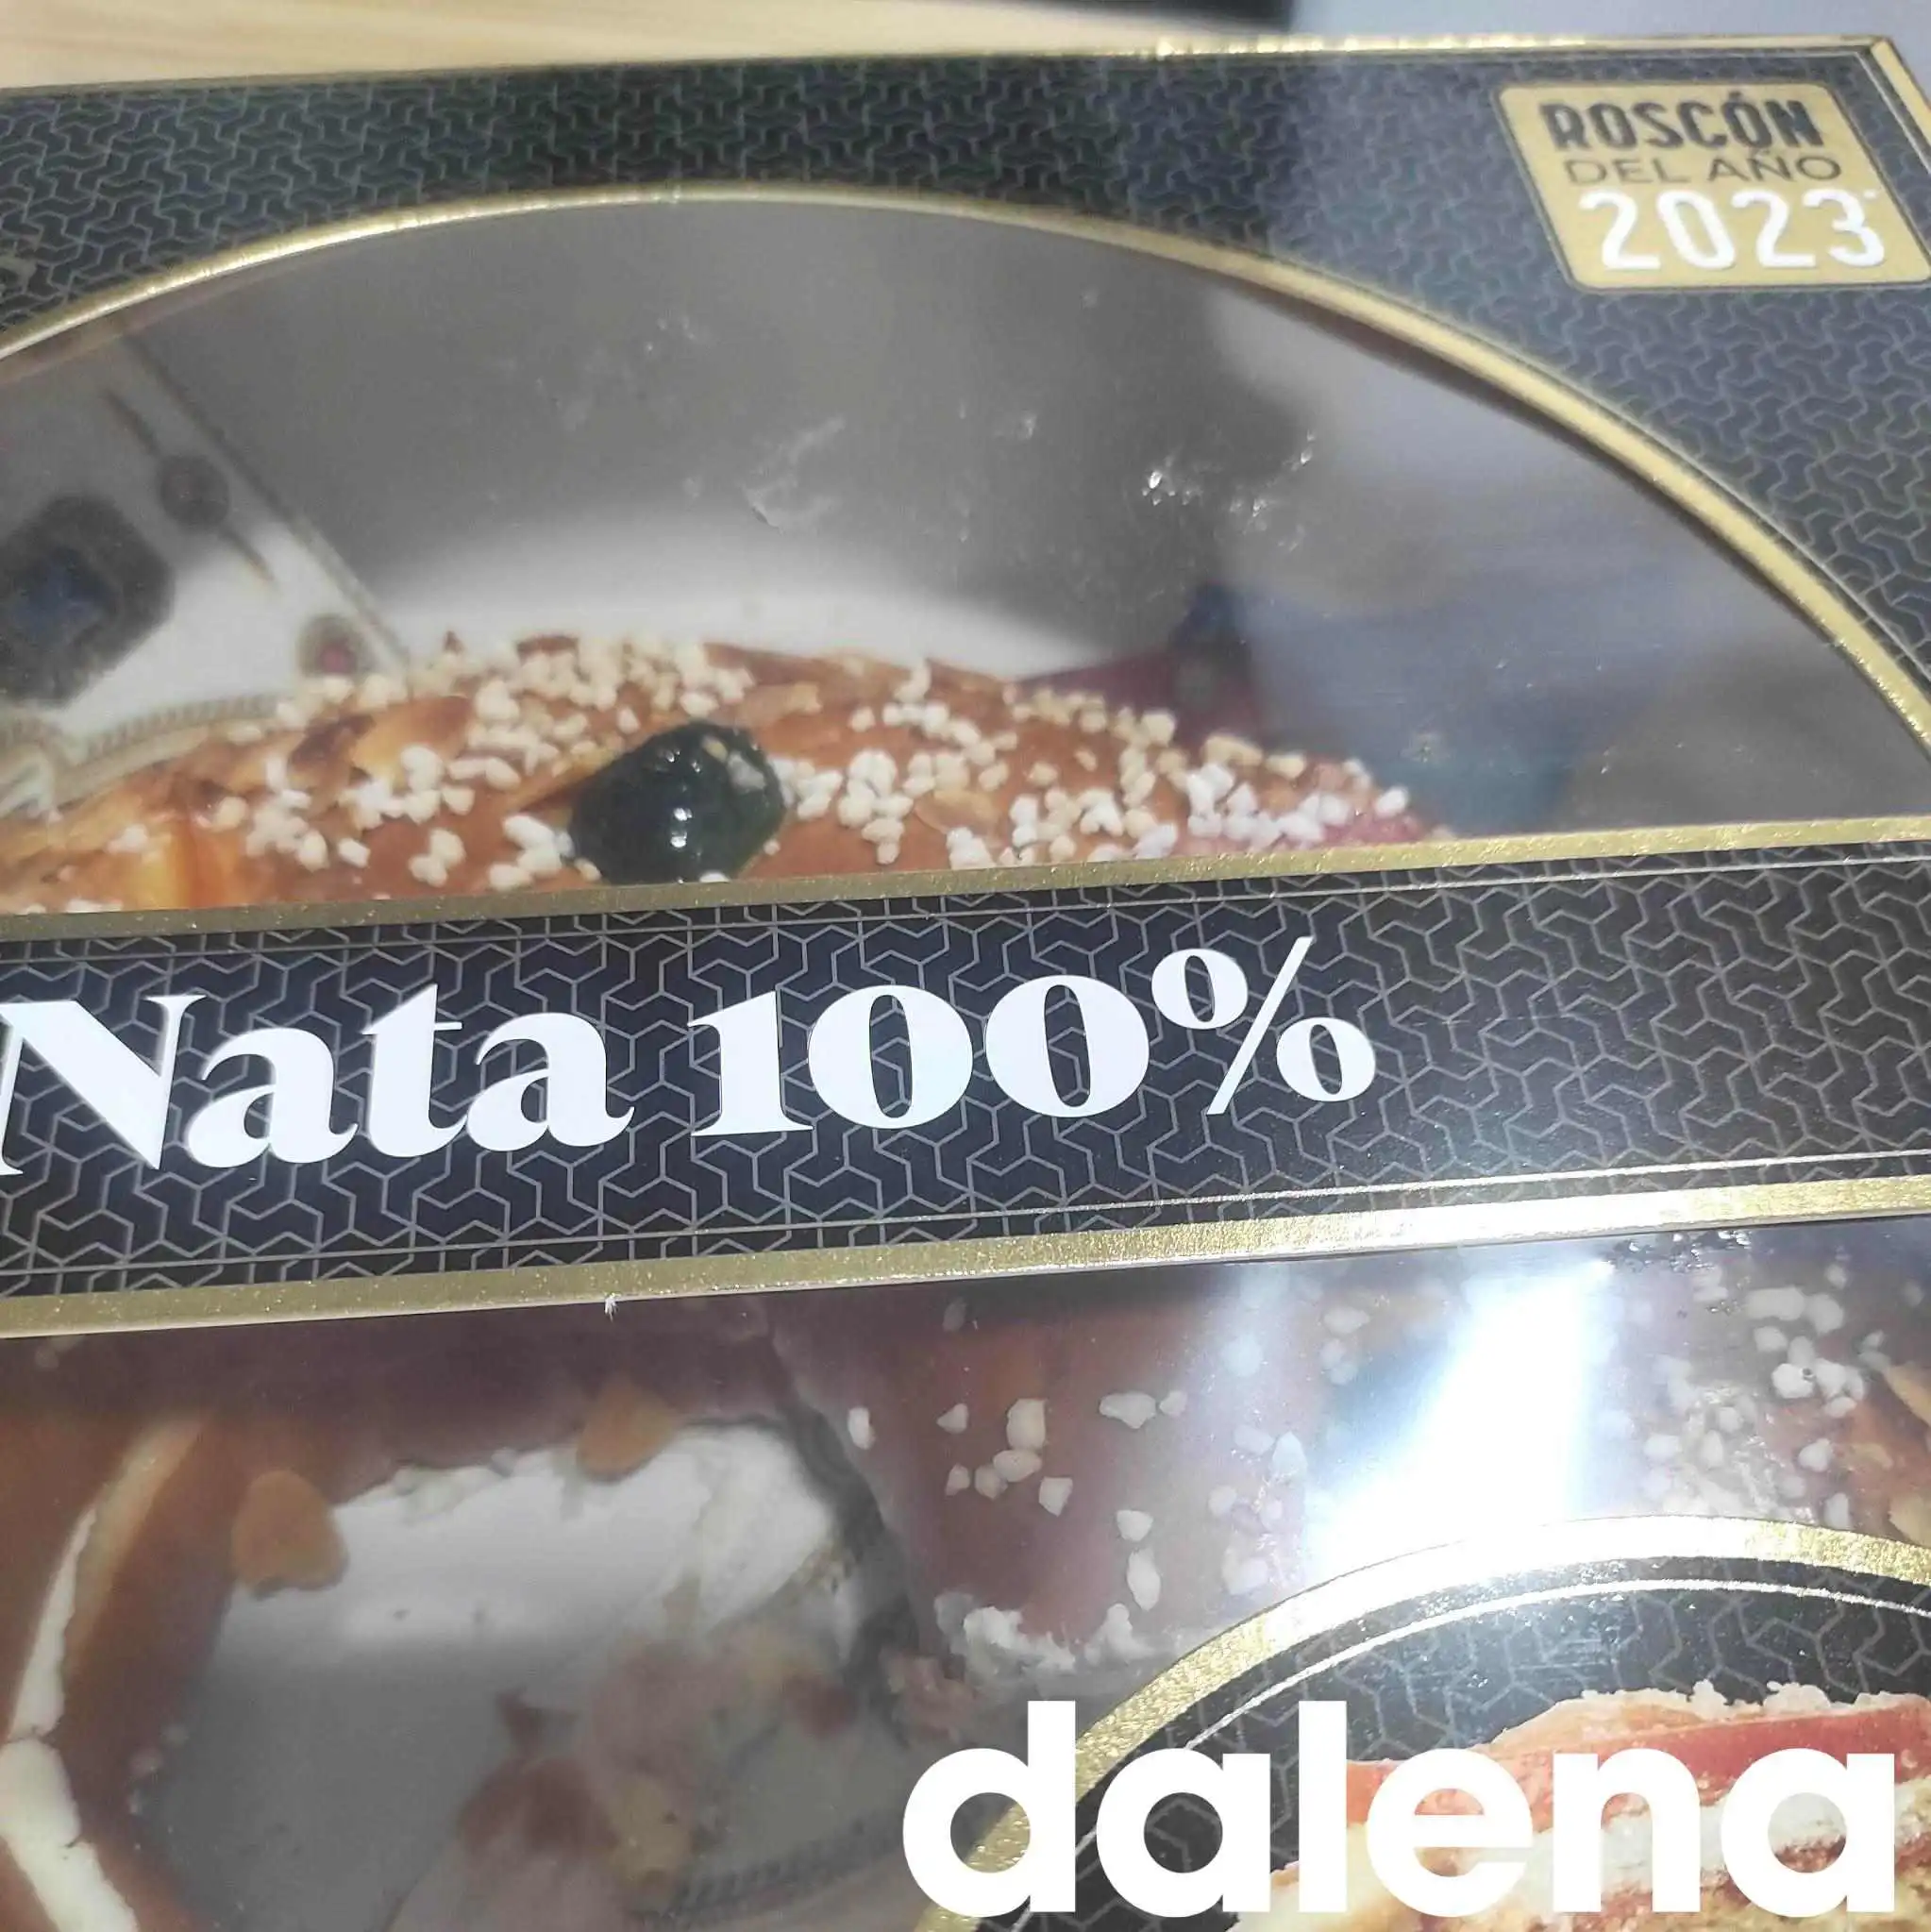 ROSCÓN
DEL AÑO
2023
Nata 100%
dalena